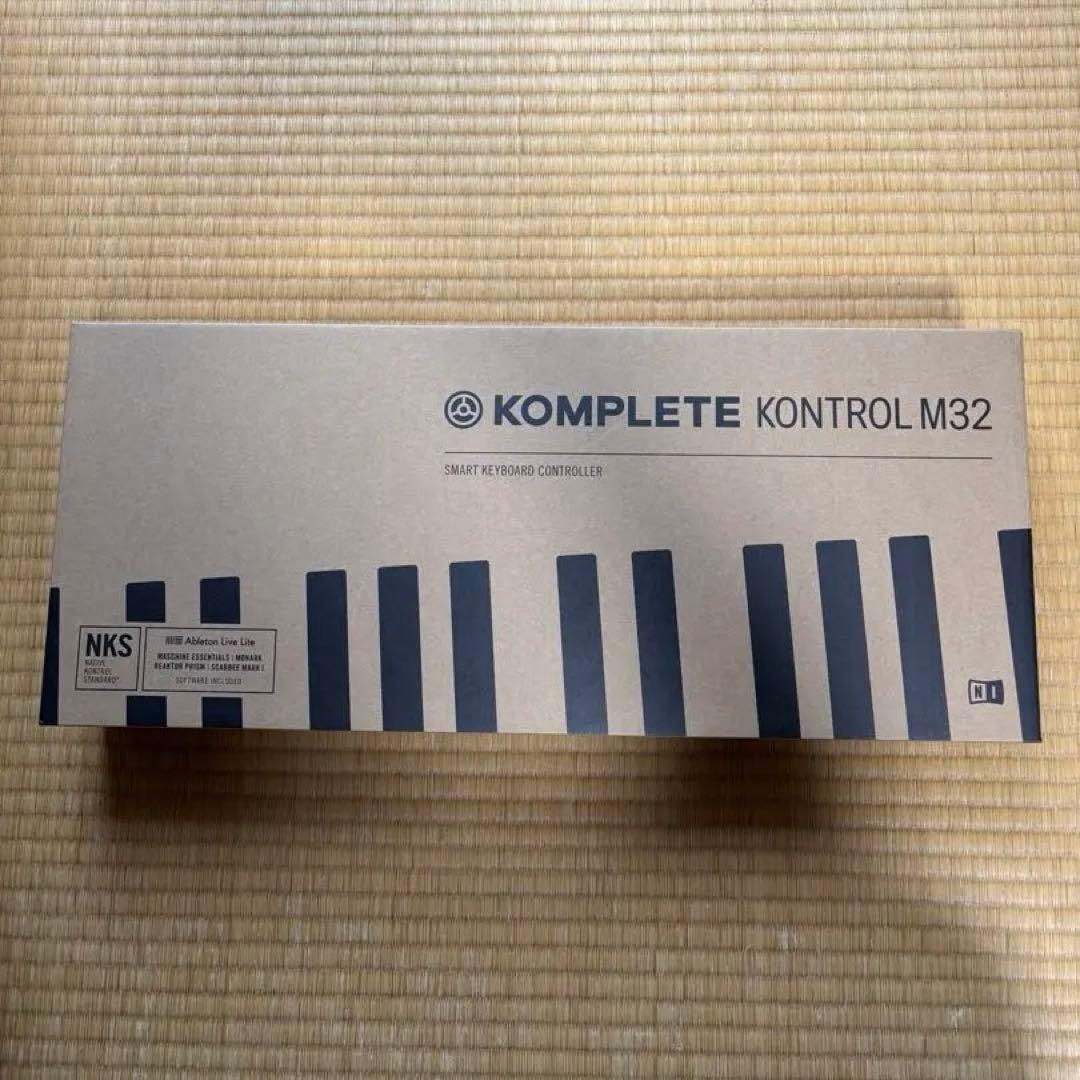 KOMPLETE KONTROL M32
SMART KEYBOARD CONTROLLER
NKS
NATIVE
KONTROL
STANDARD™
Ableton Live Lite
MASCHINE ESSENTIALS | MONARK
REAKTOR PRISM | SCARBEE MARK I
SOFTWARE INCLUDED
NI